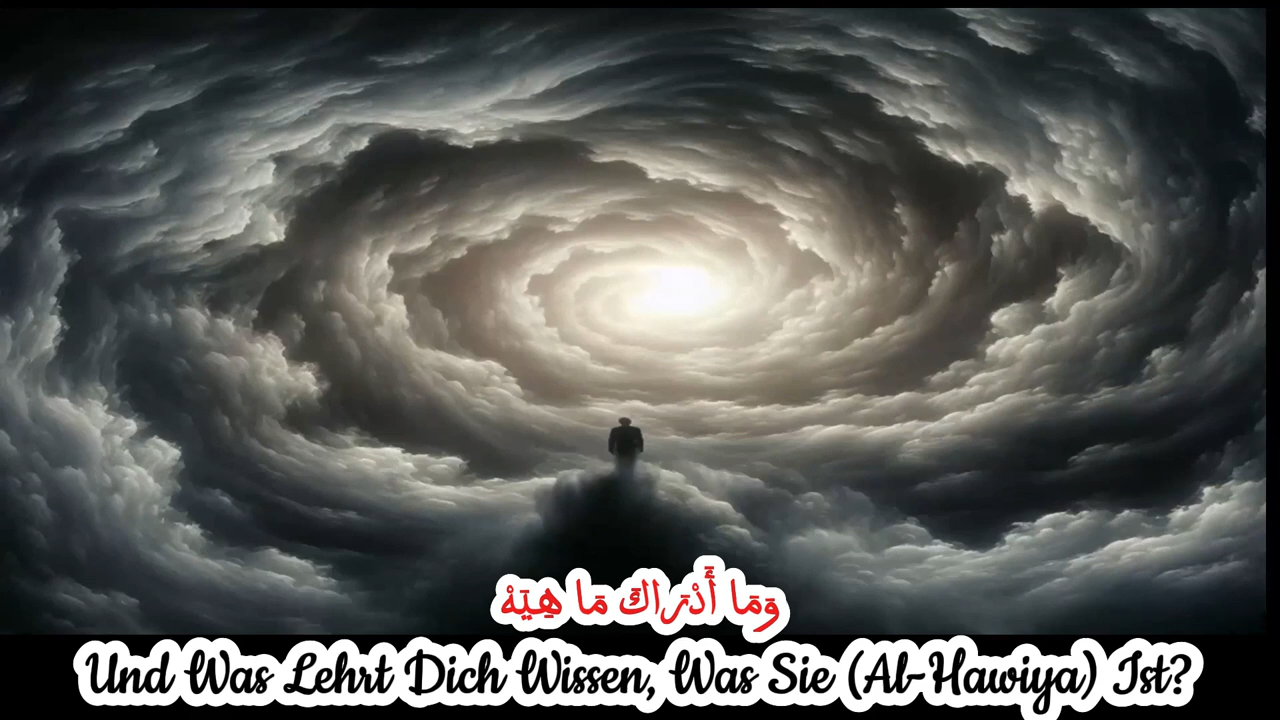 وَمَا أَدْرَاكَ مَا هِيَهْ
Und Was Lehrt Dich Wissen, Was Sie (Al-Hawiya) Ist?